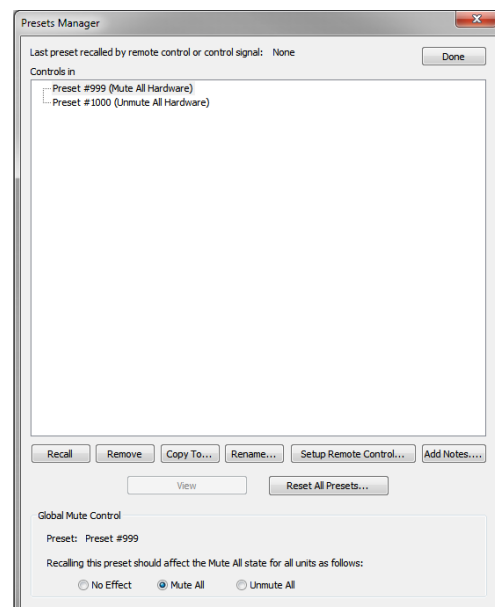 Presets Manager
Last preset recalled by remote control or control signal: None
Done
Controls in
Preset #999 (Mute All Hardware)
Preset #1000 (Unmute All Hardware)
Recall Remove Copy To... Rename... Setup Remote Control... Add Notes....
View Reset All Presets...
Global Mute Control
Preset: Preset #999
Recalling this preset should affect the Mute All state for all units as follows:
No Effect Mute All Unmute All